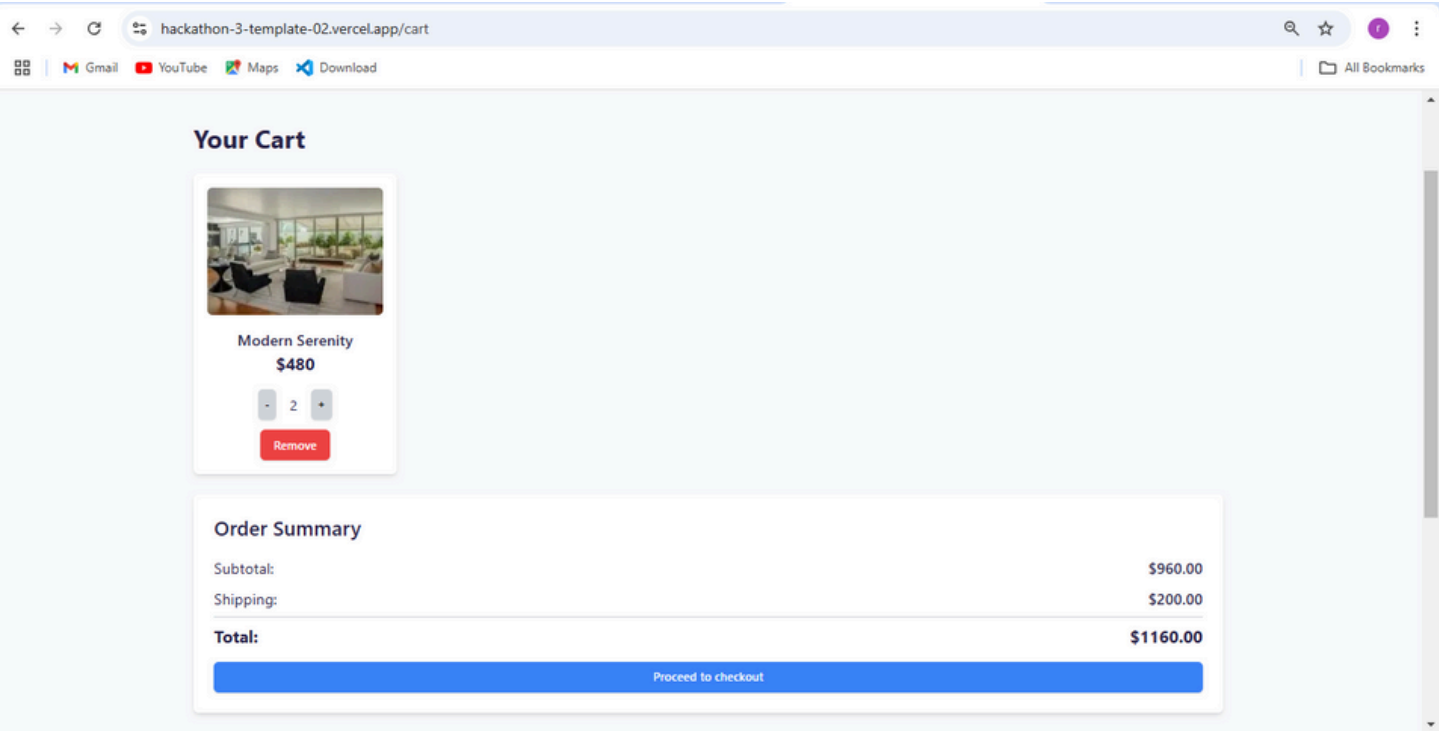 hackathon-3-template-02.vercel.app/cart
r
Gmail YouTube Maps Download All Bookmarks
Your Cart
Modern Serenity
$480
- 2 +
Remove
Order Summary
Subtotal: $960.00
Shipping: $200.00
Total: $1160.00
Proceed to checkout